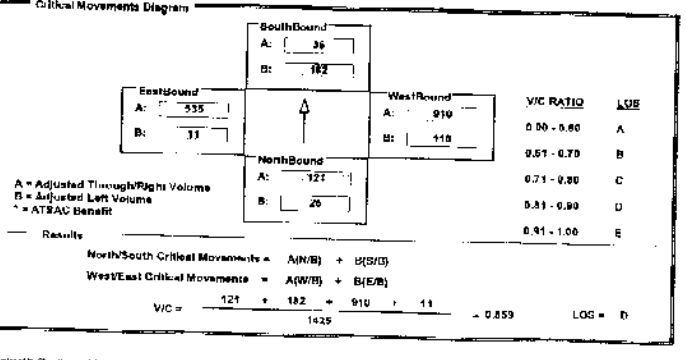 Critical Movements Diagram
SouthBound
A: 36
B: 182
EastBound
A: 535
B: 11
WestBound
A: 910
B:
NorthBound
A: 121
B: 26
V/C RATIO LOS
0.00 - 0.60 A
0.61 - 0.70 B
0.71 - 0.80 C
0.81 - 0.90 D
0.91 - 1.00 E
A = Adjusted Through/Right Volume
B = Adjusted Left Volume
* = ATSAC Benefit
Results
North/South Critical Movements = A(N/B) + B(S/B)
West/East Critical Movements = A(W/B) + B(E/B)
V/C = 121 + 182 + 910 + 11
1425
= 0.859 LOS = D